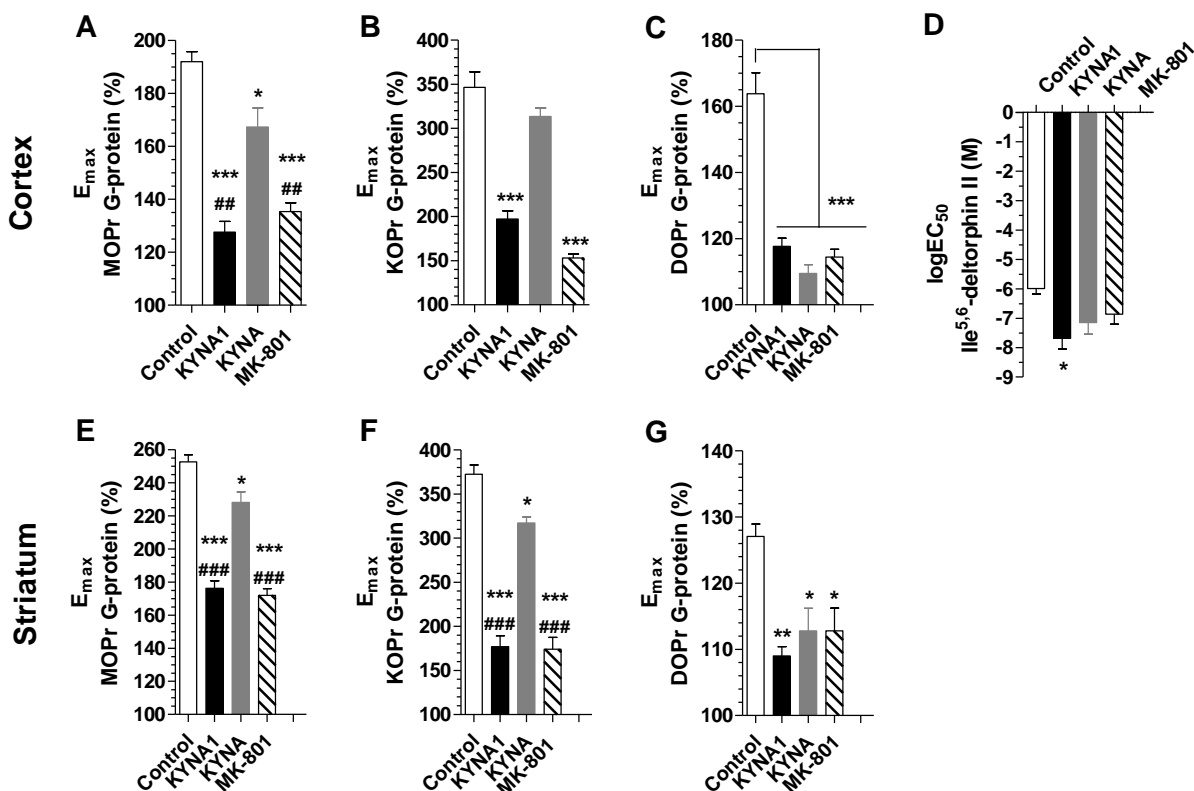 Cortex
A
E_max
MOPr G-protein (%)
200
180
160
140
120
100
***
##
*
***
##
Control
KYNA1
KYNA
MK-801
B
E_max
KOPr G-protein (%)
400
350
300
250
200
150
100
***
***
Control
KYNA1
KYNA
MK-801
C
E_max
DOPr G-protein (%)
180
160
140
120
100
***
Control
KYNA1
KYNA
MK-801
D
Control
KYNA1
KYNA
MK-801
logEC_50
Ile^5,6-deltorphin II (M)
0
-1
-2
-3
-4
-5
-6
-7
-8
-9
*
Striatum
E
E_max
MOPr G-protein (%)
260
240
220
200
180
160
140
120
100
***
###
*
***
###
Control
KYNA1
KYNA
MK-801
F
E_max
KOPr G-protein (%)
400
350
300
250
200
150
100
***
###
*
***
###
Control
KYNA1
KYNA
MK-801
G
E_max
DOPr G-protein (%)
140
130
120
110
100
**
*
*
Control
KYNA1
KYNA
MK-801